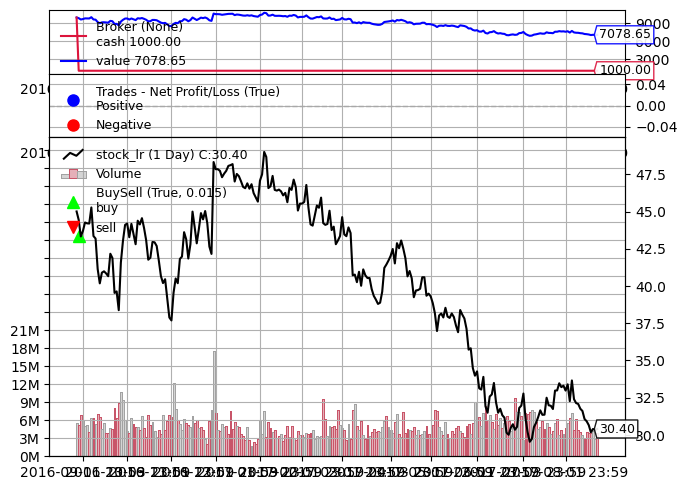 Broker (None)
cash 1000.00
value 7078.65
9000
7078.65
3000
1000.00
Trades - Net Profit/Loss (True)
Positive
Negative
0.04
0.00
−0.04
stock_lr (1 Day) C:30.40
Volume
BuySell (True, 0.015)
buy
sell
47.5
45.0
42.5
40.0
37.5
35.0
32.5
30.0
30.40
21M
18M
15M
12M
9M
6M
3M
0M
23:59